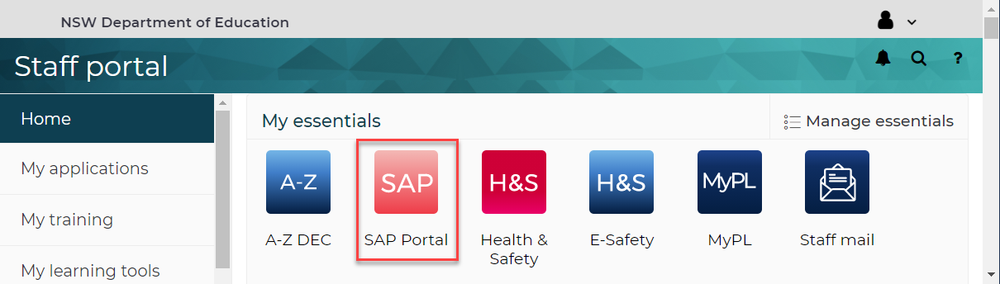 NSW Department of Education
Staff portal
?
Home
My applications
My training
My learning tools
My essentials
Manage essentials
A-Z
SAP
H&S
H&S
MyPL
A-Z DEC
SAP Portal
Health &
Safety
E-Safety
MyPL
Staff mail